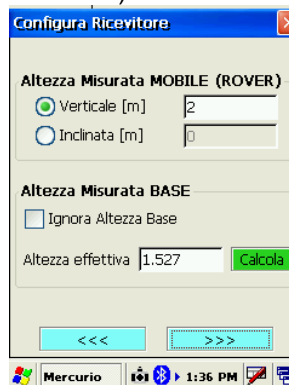 Configura Ricevitore
Altezza Misurata MOBILE (ROVER)
Verticale [m] 2
Inclinata [m] 0
Altezza Misurata BASE
Ignora Altezza Base
Altezza effettiva 1.527 Calcola
<<< >>>
Mercurio 1:36 PM